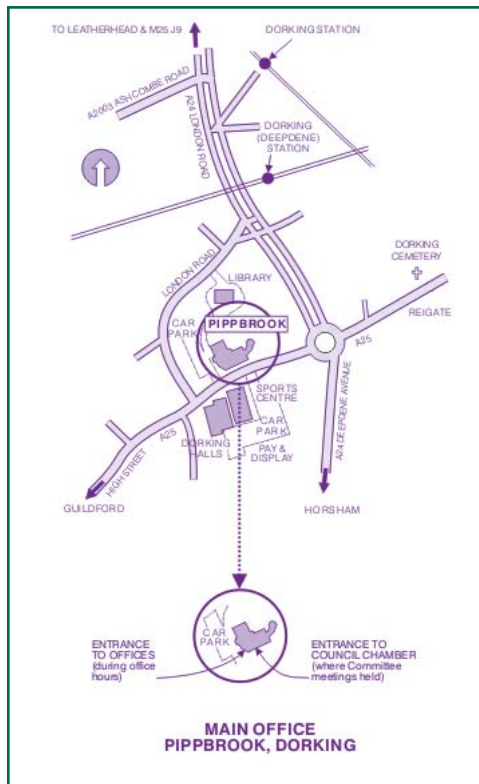 TO LEATHERHEAD & M25 J9
DORKING STATION
A2003 ASHCOMBE ROAD
A24 LONDON ROAD
DORKING
(DEEPDENE)
STATION
DORKING
CEMETERY
LONDON ROAD
LIBRARY
REIGATE
CAR
PARK
PIPPBROOK
A25
SPORTS
CENTRE
A24 DEEPDENE AVENUE
CAR
PARK
A25
DORKING
HALLS
PAY &
DISPLAY
HIGH STREET
GUILDFORD
HORSHAM
CAR
PARK
ENTRANCE
TO OFFICES
(during office
hours)
ENTRANCE TO
COUNCIL CHAMBER
(where Committee
meetings held)
MAIN OFFICE
PIPPBROOK, DORKING